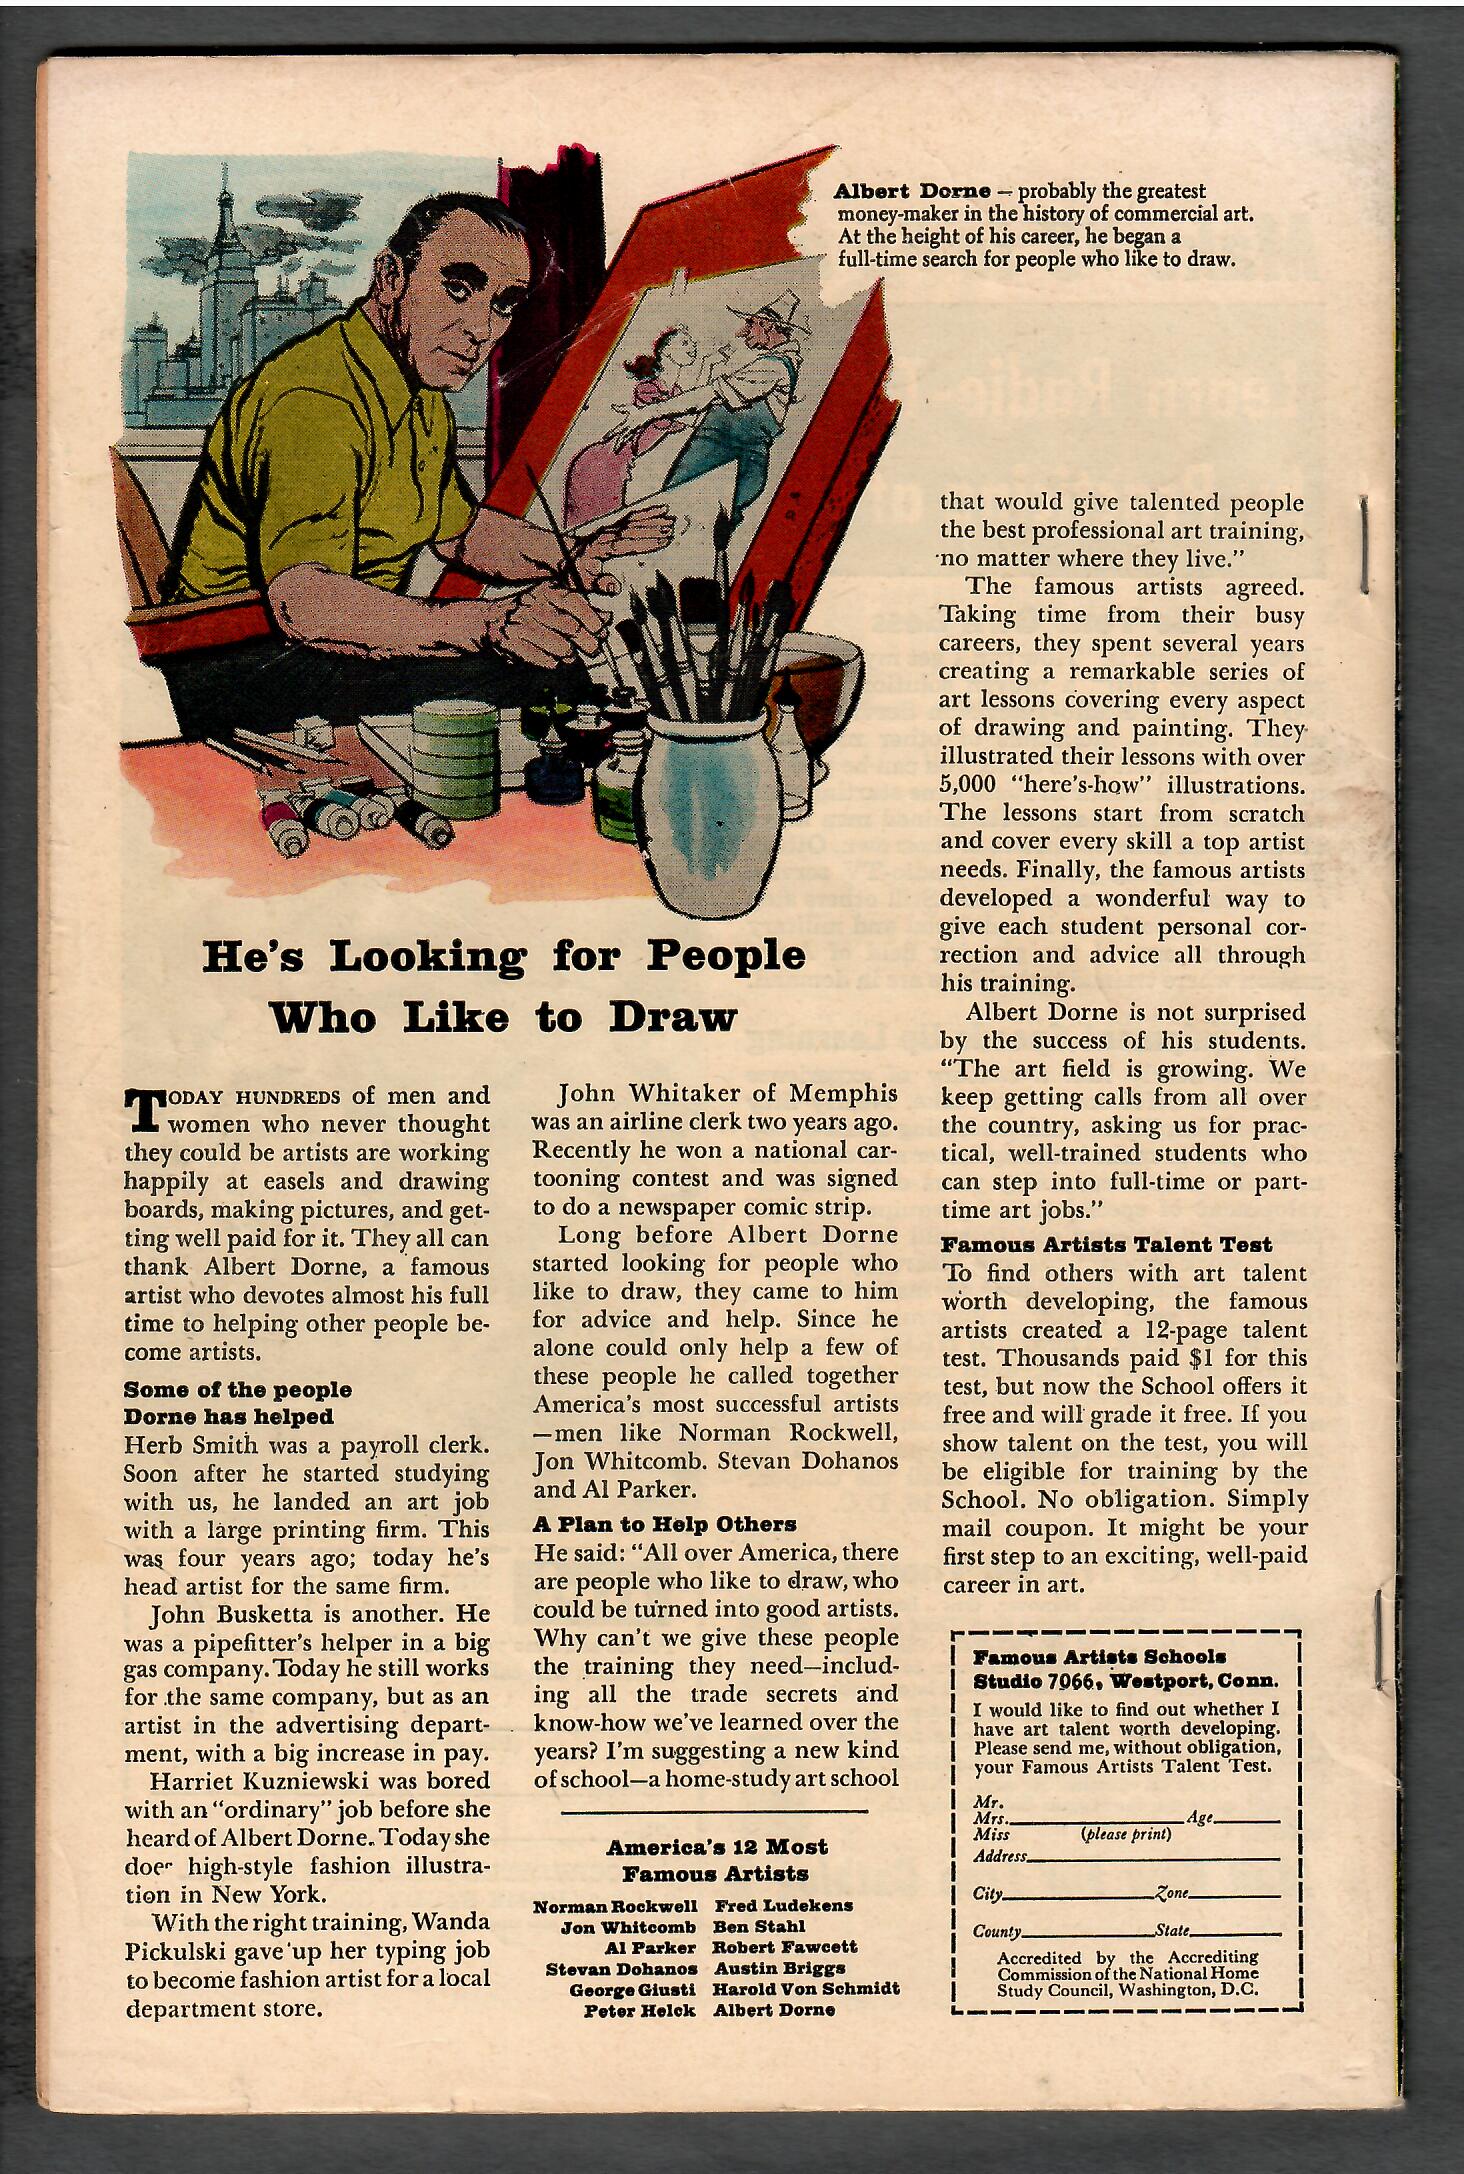 Albert Dorne — probably the greatest
money-maker in the history of commercial art.
At the height of his career, he began a
full-time search for people who like to draw.
He's Looking for People
Who Like to Draw
TODAY HUNDREDS of men and
women who never thought
they could be artists are working
happily at easels and drawing
boards, making pictures, and get-
ting well paid for it. They all can
thank Albert Dorne, a famous
artist who devotes almost his full
time to helping other people be-
come artists.
Some of the people
Dorne has helped
Herb Smith was a payroll clerk.
Soon after he started studying
with us, he landed an art job
with a large printing firm. This
was four years ago; today he's
head artist for the same firm.
John Busketta is another. He
was a pipefitter's helper in a big
gas company. Today he still works
for the same company, but as an
artist in the advertising depart-
ment, with a big increase in pay.
Harriet Kuzniewski was bored
with an "ordinary" job before she
heard of Albert Dorne. Today she
does high-style fashion illustra-
tion in New York.
With the right training, Wanda
Pickulski gave up her typing job
to become fashion artist for a local
department store.
John Whitaker of Memphis
was an airline clerk two years ago.
Recently he won a national car-
tooning contest and was signed
to do a newspaper comic strip.
Long before Albert Dorne
started looking for people who
like to draw, they came to him
for advice and help. Since he
alone could only help a few of
these people he called together
America's most successful artists
—men like Norman Rockwell,
Jon Whitcomb. Stevan Dohanos
and Al Parker.
A Plan to Help Others
He said: "All over America, there
are people who like to draw, who
could be turned into good artists.
Why can't we give these people
the training they need—includ-
ing all the trade secrets and
know-how we've learned over the
years? I'm suggesting a new kind
of school—a home-study art school
America's 12 Most
Famous Artists
Norman Rockwell Fred Ludekens
Jon Whitcomb Ben Stahl
Al Parker Robert Fawcett
Stevan Dohanos Austin Briggs
George Giusti Harold Von Schmidt
Peter Helck Albert Dorne
that would give talented people
the best professional art training,
no matter where they live."
The famous artists agreed.
Taking time from their busy
careers, they spent several years
creating a remarkable series of
art lessons covering every aspect
of drawing and painting. They
illustrated their lessons with over
5,000 "here's-how" illustrations.
The lessons start from scratch
and cover every skill a top artist
needs. Finally, the famous artists
developed a wonderful way to
give each student personal cor-
rection and advice all through
his training.
Albert Dorne is not surprised
by the success of his students.
"The art field is growing. We
keep getting calls from all over
the country, asking us for prac-
tical, well-trained students who
can step into full-time or part-
time art jobs."
Famous Artists Talent Test
To find others with art talent
worth developing, the famous
artists created a 12-page talent
test. Thousands paid $1 for this
test, but now the School offers it
free and will grade it free. If you
show talent on the test, you will
be eligible for training by the
School. No obligation. Simply
mail coupon. It might be your
first step to an exciting, well-paid
career in art.
Famous Artists Schools
Studio 7066, Westport, Conn.
I would like to find out whether I
have art talent worth developing.
Please send me, without obligation,
your Famous Artists Talent Test.
Mr.
Mrs. Age
Miss (please print)
Address
City Zone
County State
Accredited by the Accrediting
Commission of the National Home
Study Council, Washington, D.C.